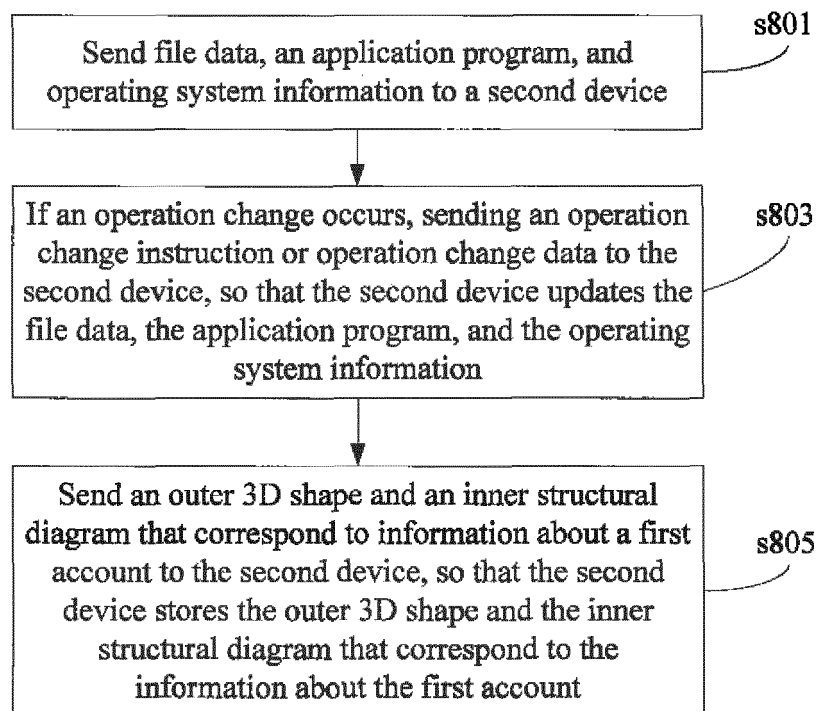 s801
Send file data, an application program, and
operating system information to a second device
If an operation change occurs, sending an operation
change instruction or operation change data to the
second device, so that the second device updates the
file data, the application program, and the operating
system information
s803
Send an outer 3D shape and an inner structural
diagram that correspond to information about a first
account to the second device, so that the second
device stores the outer 3D shape and the inner
structural diagram that correspond to the
information about the first account
s805